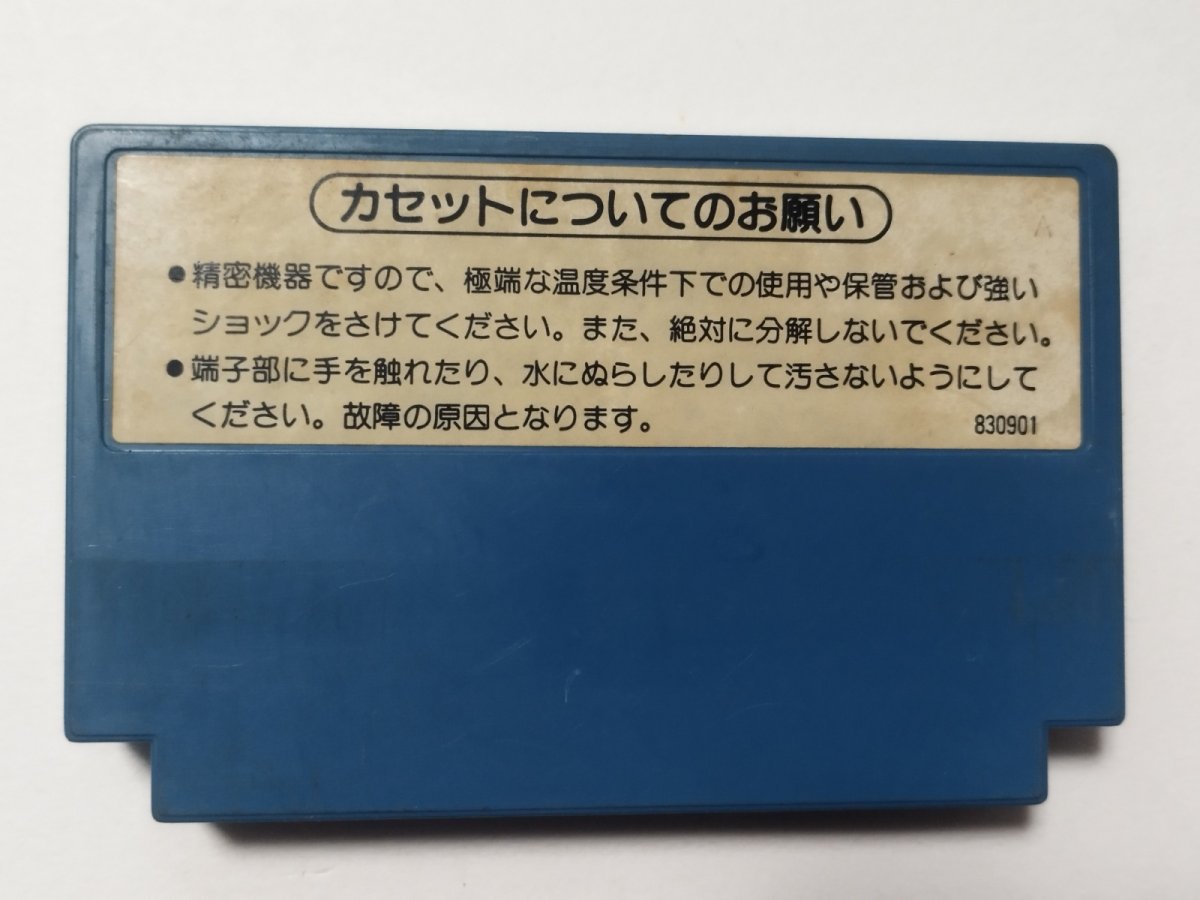 カセットについてのお願い
●精密機器ですので、極端な温度条件下での使用や保管および強い
ショックをさけてください。また、絶対に分解しないでください。
●端子部に手を触れたり、水にぬらしたりして汚さないようにして
ください。故障の原因となります。
830901
A